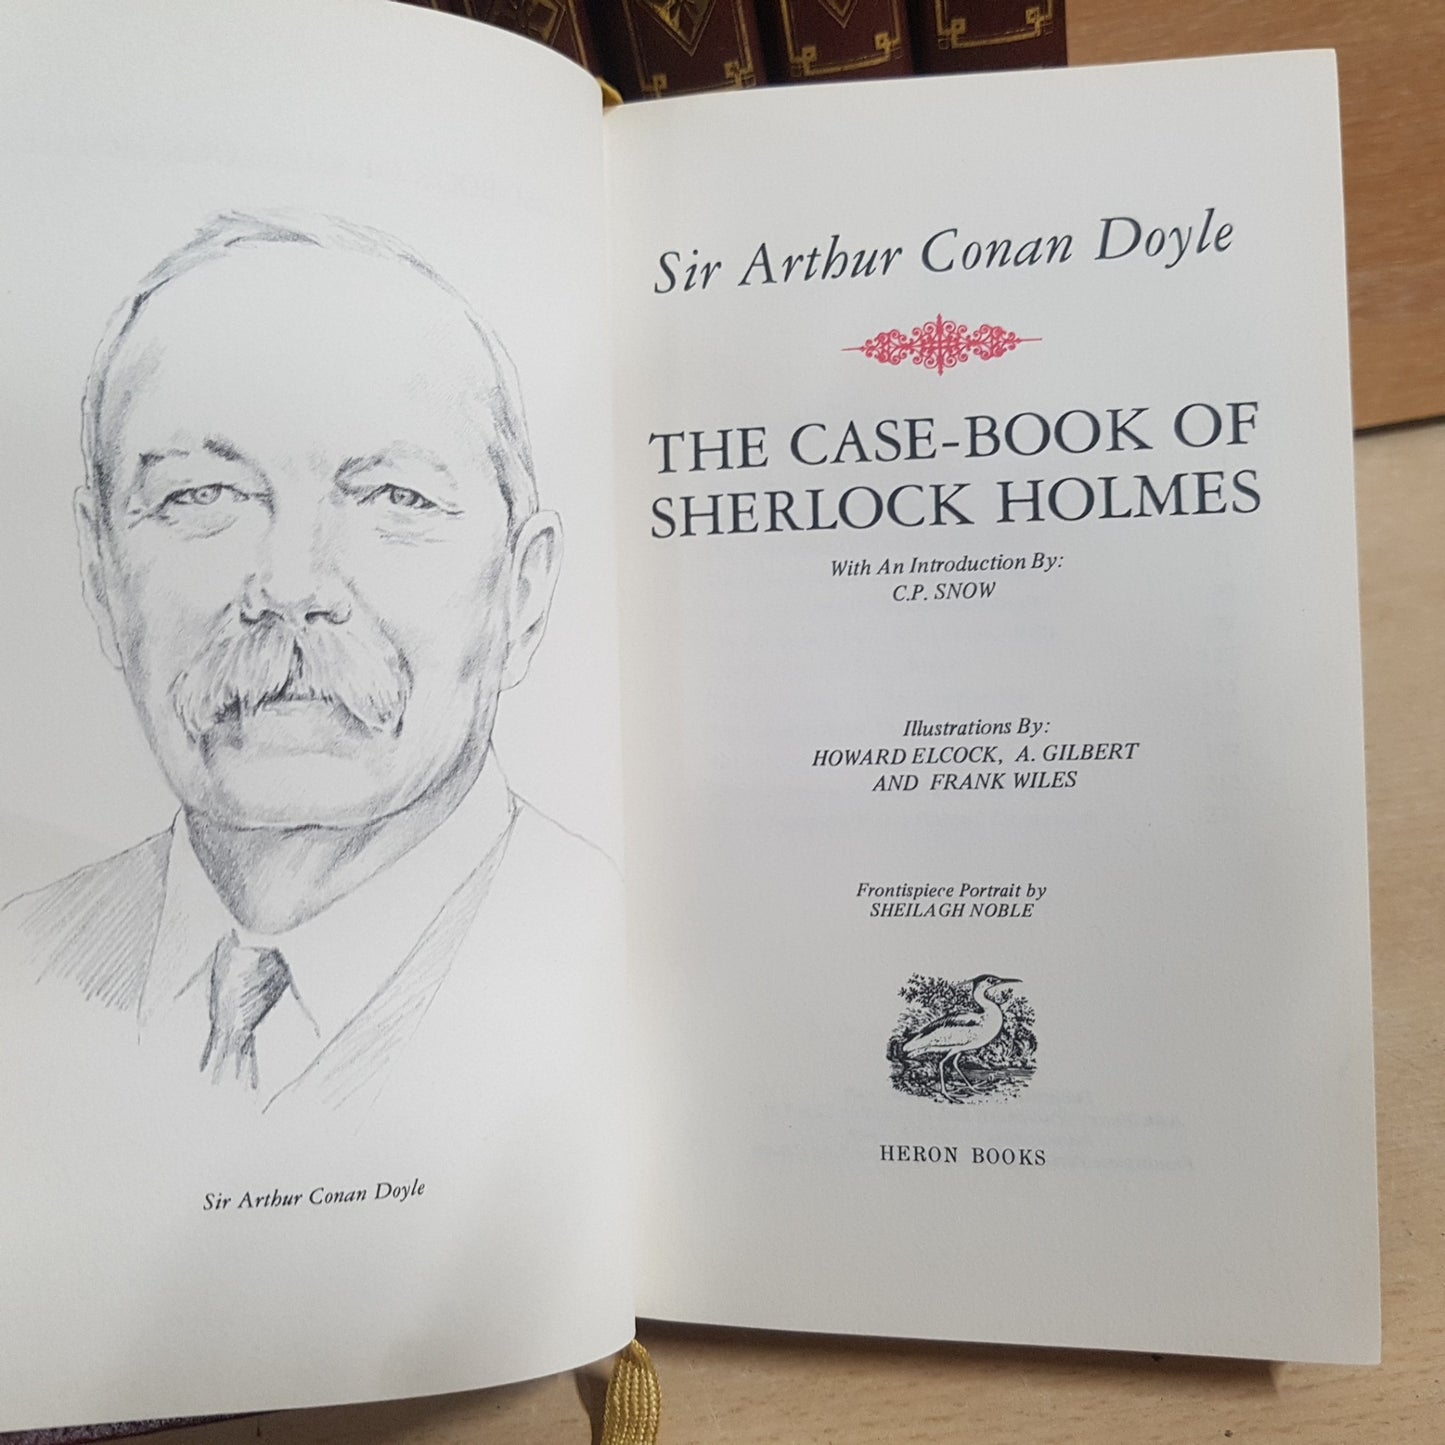 Sir Arthur Conan Doyle
Sir Arthur Conan Doyle
THE CASE-BOOK OF
SHERLOCK HOLMES
With An Introduction By:
C.P. SNOW
Illustrations By:
HOWARD ELCOCK, A. GILBERT
AND FRANK WILES
Frontispiece Portrait by
SHEILAGH NOBLE
HERON BOOKS